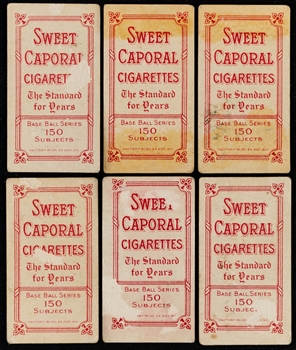 SWEET
CAPORAL
CIGARET
The Standard
for Years
BASE BALL SERIES
150
SUBJECTS
SWEET
CAPORAL
CIGARETTES
The Standard
for Years
BASE BALL SERIES
150
SUBJECTS
SWEET
CAPORAL
CIGARETTES
The Standard
for Years
BASE BALL SERIES
150
SUBJECTS
SWEET
CAPORAL
CIGARETTES
The Standard
for Years
BASE BALL SERIES
150
SUBJECTS
SWEET
CAPORAL
CIGARETTES
The Standard
for Years
BASE BALL SERIES
150
SUBJECTS
SWEET
CAPORAL
CIGARETTES
The Standard
for Years
BASE BALL SERIES
150
SUBJEC